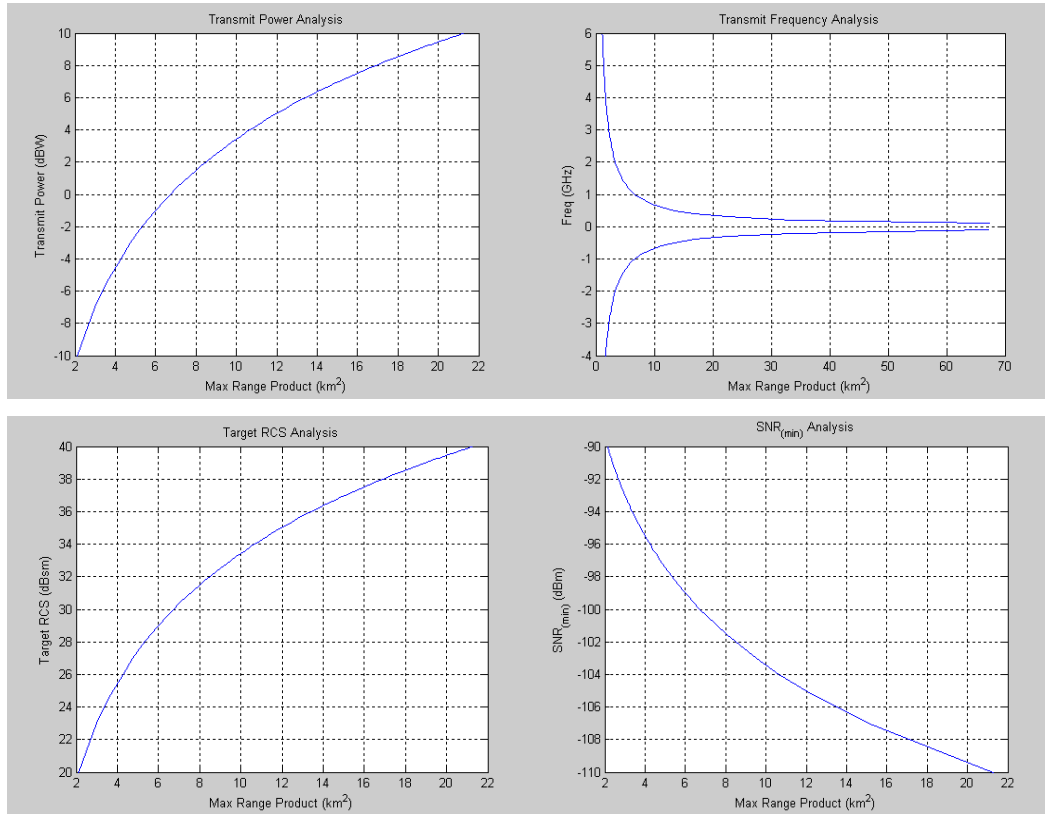 Transmit Power Analysis
10
8
6
4
2
0
-2
-4
-6
-8
-10
Transmit Power (dBW)
2 4 6 8 10 12 14 16 18 20 22
Max Range Product (km²)
Transmit Frequency Analysis
6
5
4
3
2
1
0
-1
-2
-3
-4
Freq (GHz)
0 10 20 30 40 50 60 70
Max Range Product (km²)
Target RCS Analysis
40
38
36
34
32
30
28
26
24
22
20
Target RCS (dBsm)
2 4 6 8 10 12 14 16 18 20 22
Max Range Product (km²)
SNR(min) Analysis
-90
-92
-94
-96
-98
-100
-102
-104
-106
-108
-110
SNR(min) (dBm)
2 4 6 8 10 12 14 16 18 20 22
Max Range Product (km²)